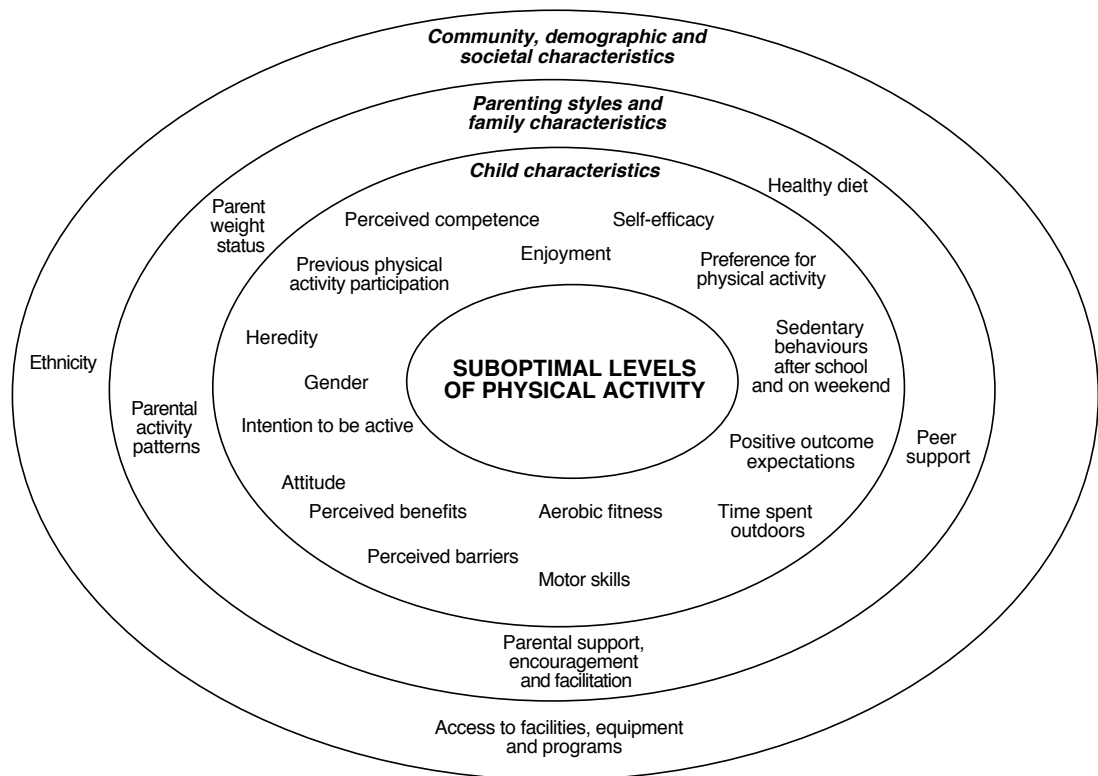 Community, demographic and
societal characteristics
Parenting styles and
family characteristics
Child characteristics
Healthy diet
Parent
weight
status
Perceived competence
Self-efficacy
Enjoyment
Previous physical
activity participation
Preference for
physical activity
Heredity
Sedentary
behaviours
after school
and on weekend
Ethnicity
SUBOPTIMAL LEVELS
OF PHYSICAL ACTIVITY
Gender
Parental
activity
patterns
Intention to be active
Positive outcome
expectations
Peer
support
Attitude
Perceived benefits
Aerobic fitness
Time spent
outdoors
Perceived barriers
Motor skills
Parental support,
encouragement
and facilitation
Access to facilities, equipment
and programs